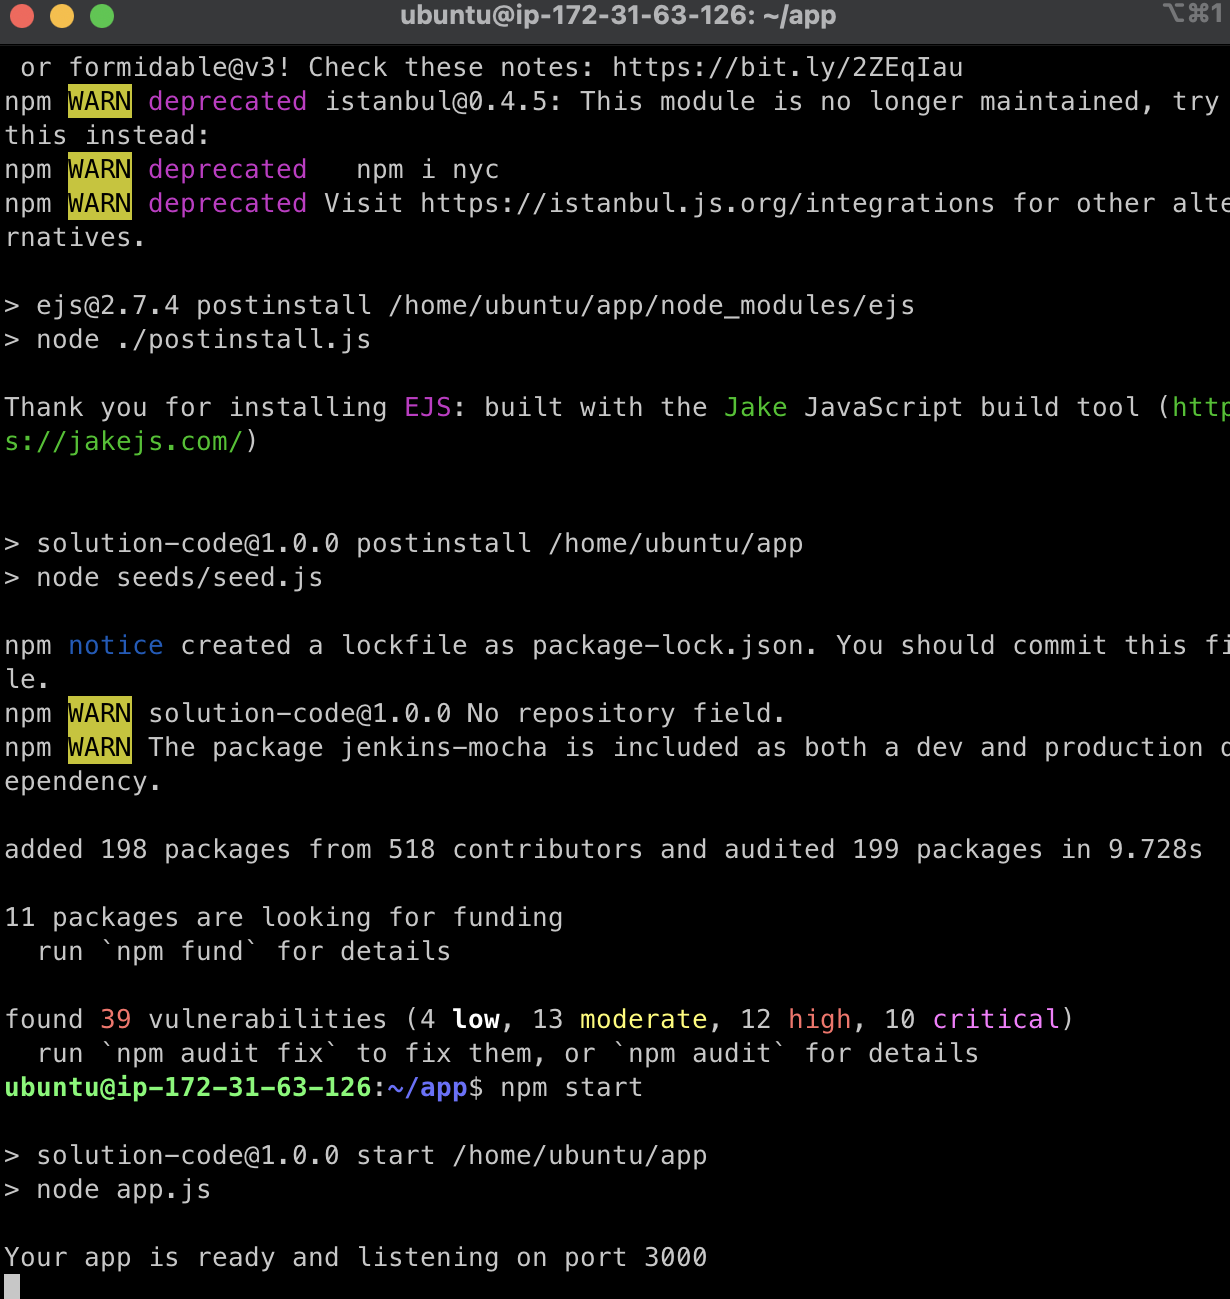 ubuntu@ip-172-31-63-126: ~/app
⌥⌘1
or formidable@v3! Check these notes: https://bit.ly/2ZEqIau
npm WARN deprecated istanbul@0.4.5: This module is no longer maintained, try
this instead:
npm WARN deprecated   npm i nyc
npm WARN deprecated Visit https://istanbul.js.org/integrations for other alte
rnatives.
> ejs@2.7.4 postinstall /home/ubuntu/app/node_modules/ejs
> node ./postinstall.js
Thank you for installing EJS: built with the Jake JavaScript build tool (http
s://jakejs.com/)
> solution-code@1.0.0 postinstall /home/ubuntu/app
> node seeds/seed.js
npm notice created a lockfile as package-lock.json. You should commit this fi
le.
npm WARN solution-code@1.0.0 No repository field.
npm WARN The package jenkins-mocha is included as both a dev and production d
ependency.
added 198 packages from 518 contributors and audited 199 packages in 9.728s
11 packages are looking for funding
  run `npm fund` for details
found 39 vulnerabilities (4 low, 13 moderate, 12 high, 10 critical)
  run `npm audit fix` to fix them, or `npm audit` for details
ubuntu@ip-172-31-63-126:~/app$ npm start
> solution-code@1.0.0 start /home/ubuntu/app
> node app.js
Your app is ready and listening on port 3000